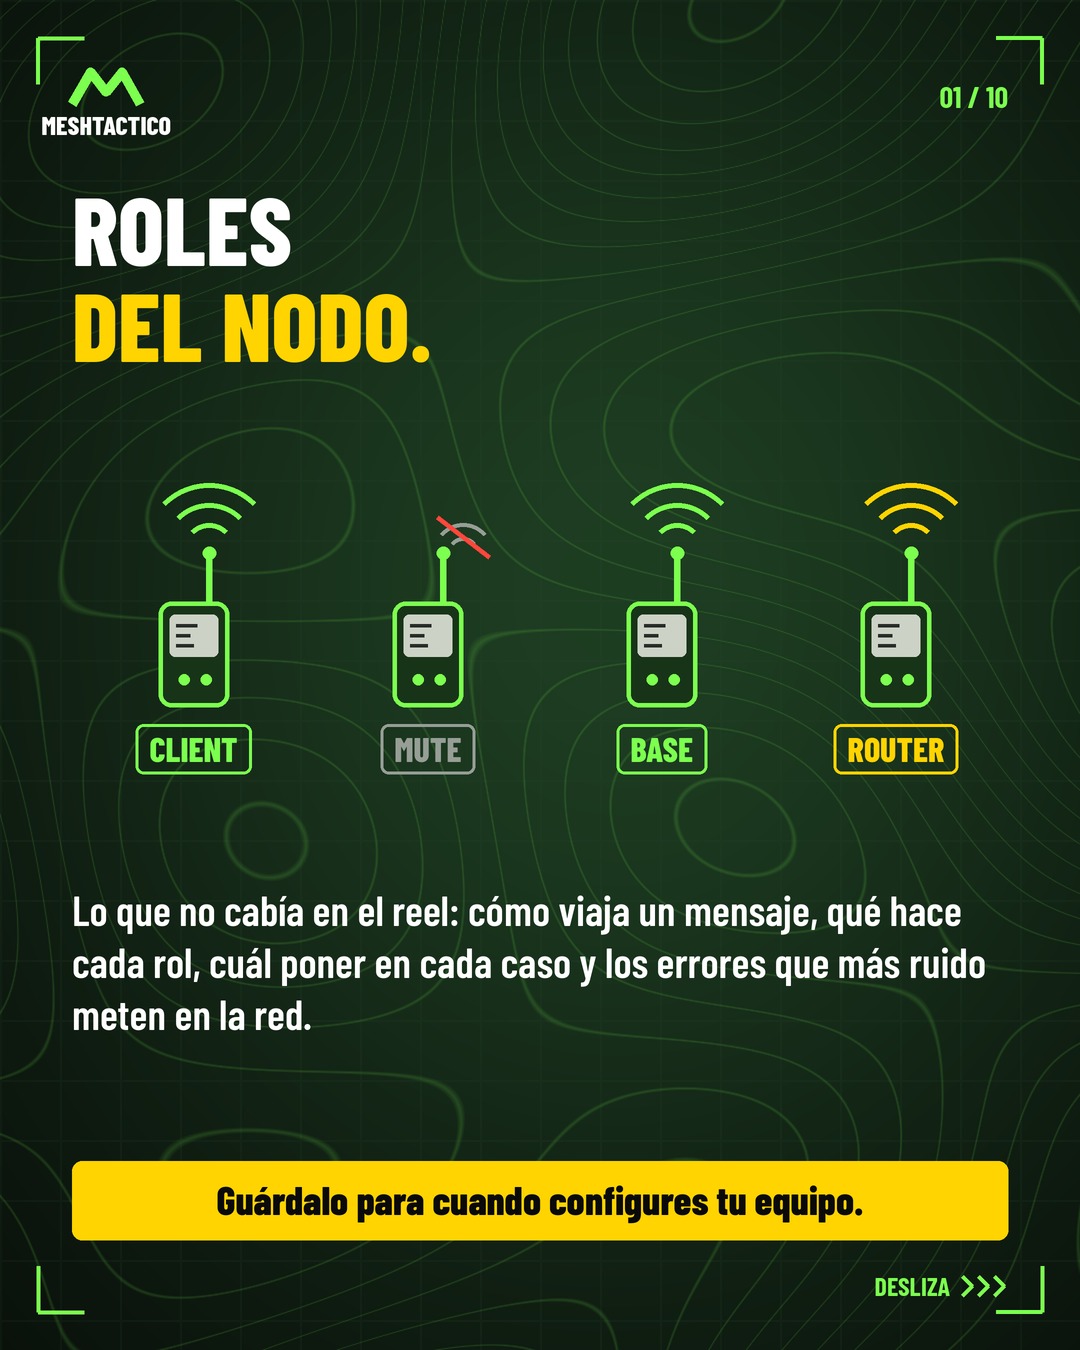 MESHTACTICO
01 / 10
ROLES
DEL NODO.
CLIENT
MUTE
BASE
ROUTER
Lo que no cabía en el reel: cómo viaja un mensaje, qué hace
cada rol, cuál poner en cada caso y los errores que más ruido
meten en la red.
Guárdalo para cuando configures tu equipo.
DESLIZA >>>